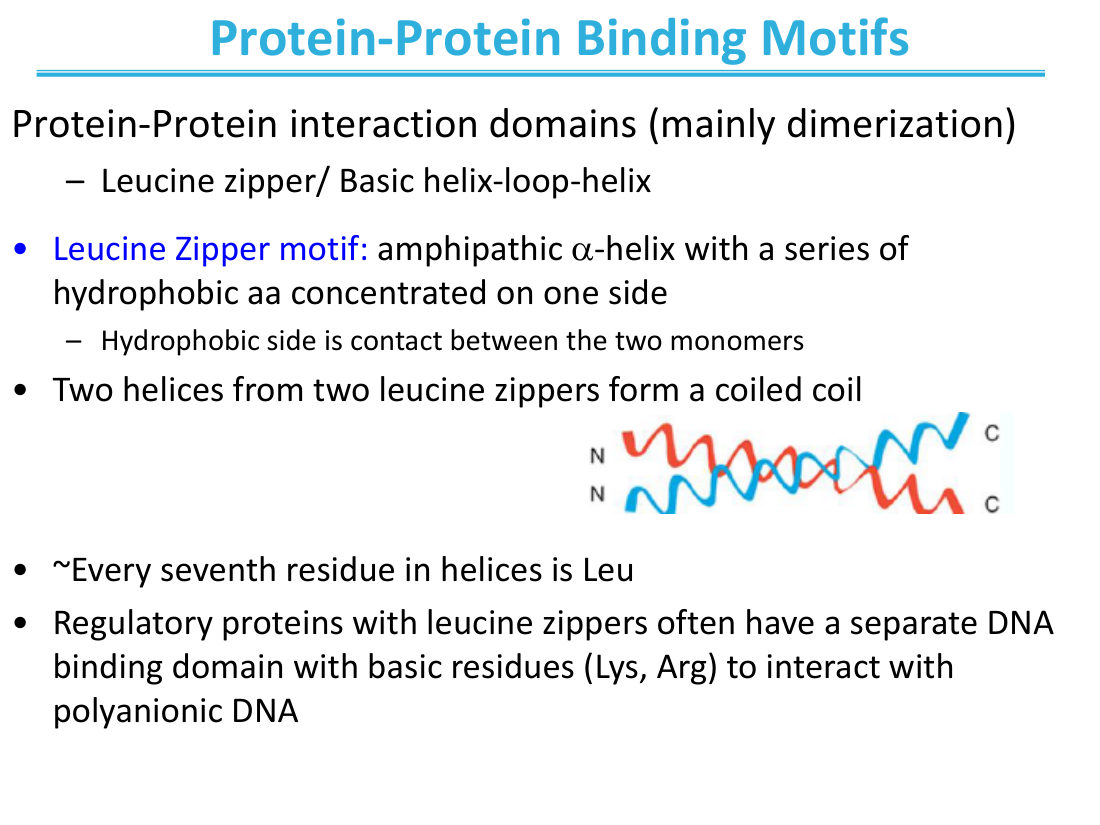 Protein-Protein Binding Motifs
Protein-Protein interaction domains (mainly dimerization)
– Leucine zipper/ Basic helix-loop-helix
• Leucine Zipper motif: amphipathic α-helix with a series of
hydrophobic aa concentrated on one side
– Hydrophobic side is contact between the two monomers
• Two helices from two leucine zippers form a coiled coil
N C
N C
• ~Every seventh residue in helices is Leu
• Regulatory proteins with leucine zippers often have a separate DNA
binding domain with basic residues (Lys, Arg) to interact with
polyanionic DNA